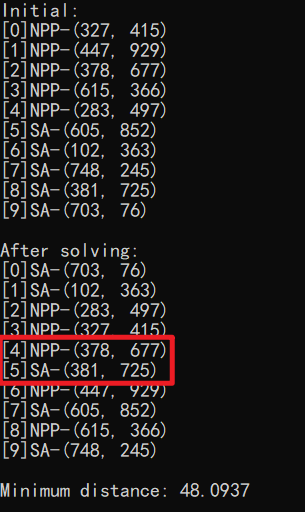 Initial:
[0]NPP-(327, 415)
[1]NPP-(447, 929)
[2]NPP-(378, 677)
[3]NPP-(615, 366)
[4]NPP-(283, 497)
[5]SA-(605, 852)
[6]SA-(102, 363)
[7]SA-(748, 245)
[8]SA-(381, 725)
[9]SA-(703, 76)
After solving:
[0]SA-(703, 76)
[1]SA-(102, 363)
[2]NPP-(283, 497)
[3]NPP-(327, 415)
[4]NPP-(378, 677)
[5]SA-(381, 725)
[6]NPP-(447, 929)
[7]SA-(605, 852)
[8]NPP-(615, 366)
[9]SA-(748, 245)
Minimum distance: 48.0937